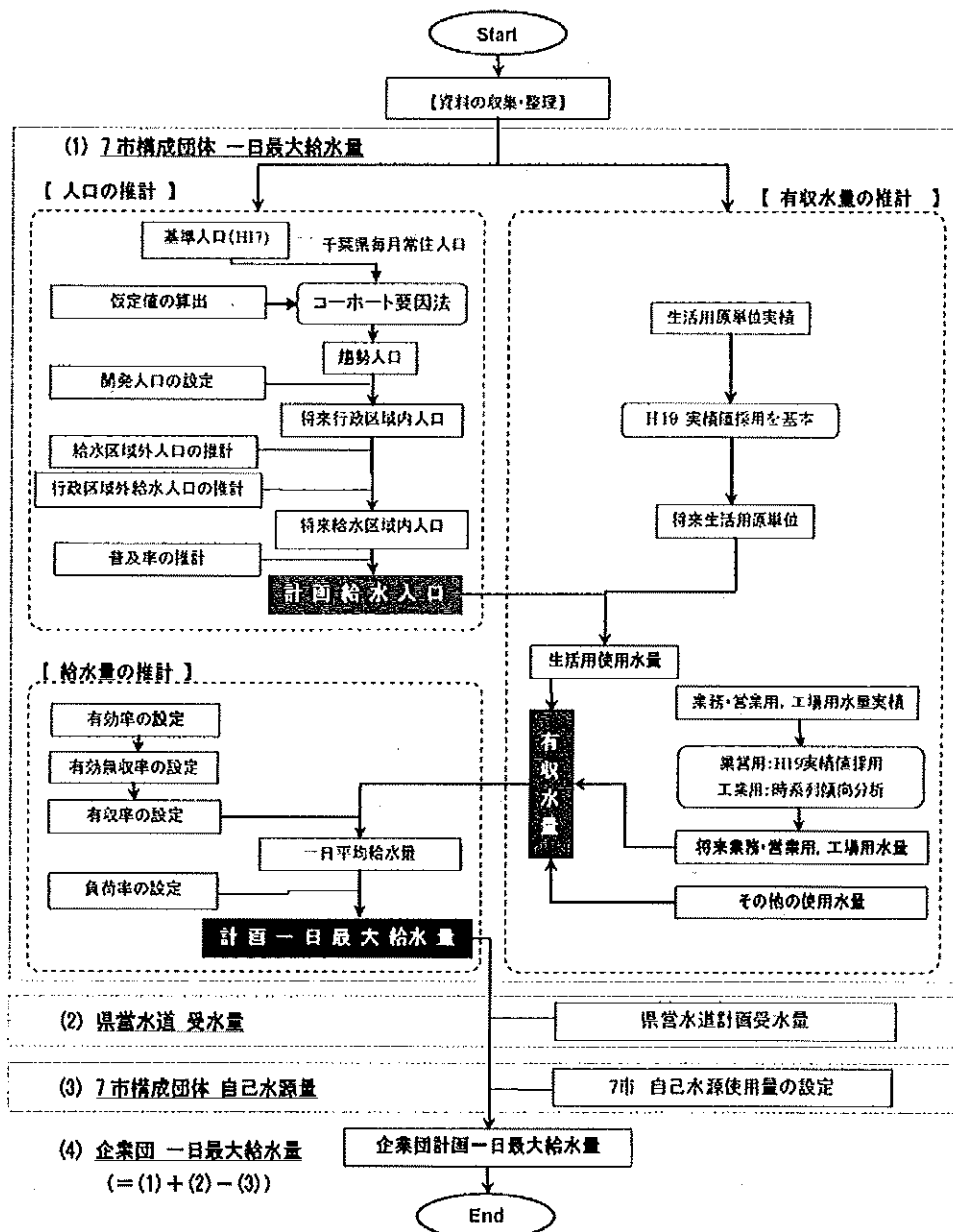 Start
【資料の収集・整理】
(1) 7市構成団体 一日最大給水量
【 人口の推計 】
基準人口(H17)
千葉県毎月常住人口
仮定値の算出
コーホート要因法
趨勢人口
開発人口の設定
将来行政区域内人口
給水区域外人口の推計
行政区域外給水人口の推計
将来給水区域内人口
普及率の推計
計画給水人口
【 有収水量の推計 】
生活用原単位実績
H19 実績値採用を基本
将来生活用原単位
生活用使用水量
有収水量
業務・営業用, 工場用水量実績
業営用:H19実績値採用
工業用:時系列傾向分析
将来業務・営業用, 工場用水量
その他の使用水量
【 給水量の推計 】
有効率の設定
有効無収率の設定
有収率の設定
一日平均給水量
負荷率の設定
計画一日最大給水量
(2) 県営水道 受水量
県営水道計画受水量
(3) 7市構成団体 自己水源量
7市 自己水源使用量の設定
(4) 企業団 一日最大給水量
(=(1)+(2)-(3))
企業団計画一日最大給水量
End